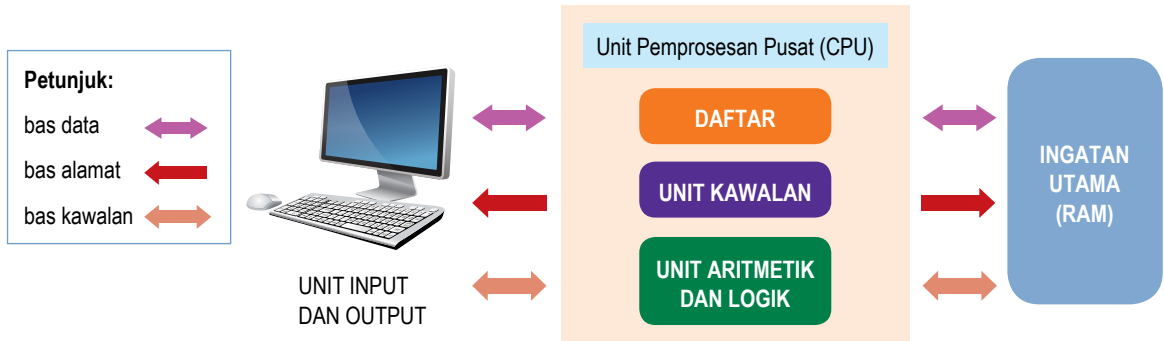 Petunjuk:
bas data
bas alamat
bas kawalan
UNIT INPUT
DAN OUTPUT
Unit Pemprosesan Pusat (CPU)
DAFTAR
UNIT KAWALAN
UNIT ARITMETIK
DAN LOGIK
INGATAN
UTAMA
(RAM)